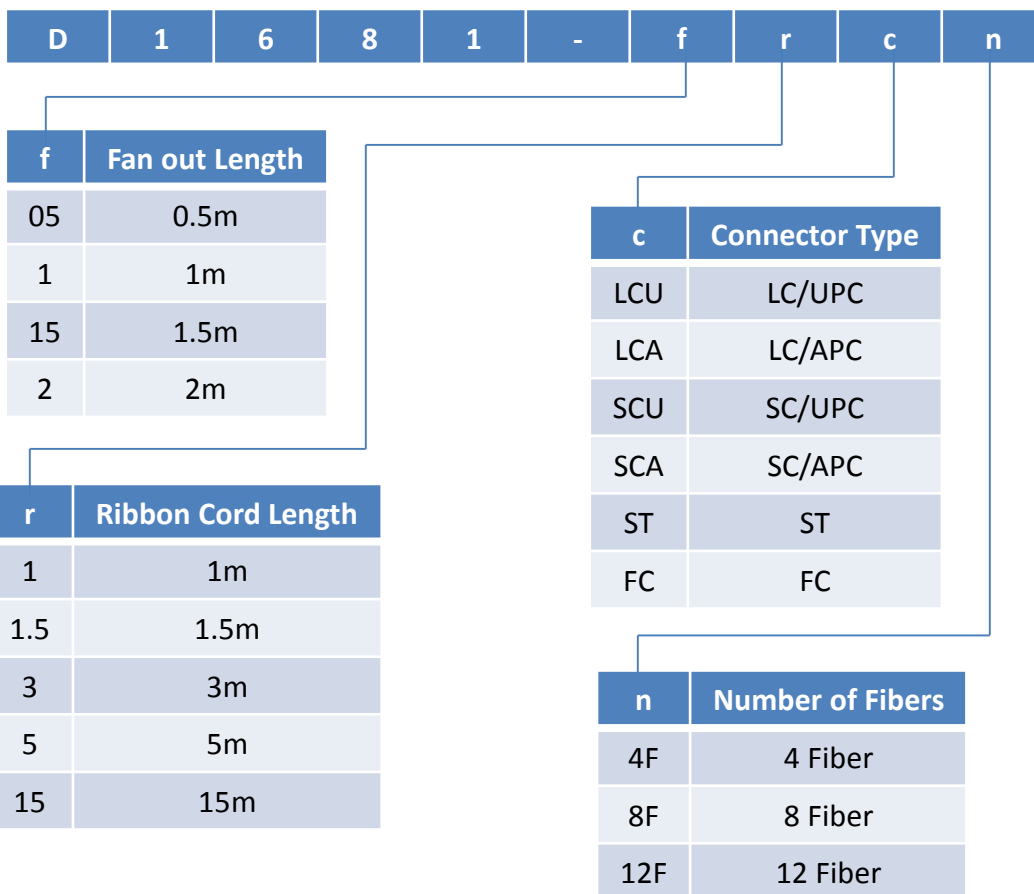 D 1 6 8 1 - f r c n
f Fan out Length
05 0.5m
1 1m
15 1.5m
2 2m
r Ribbon Cord Length
1 1m
1.5 1.5m
3 3m
5 5m
15 15m
c Connector Type
LCU LC/UPC
LCA LC/APC
SCU SC/UPC
SCA SC/APC
ST ST
FC FC
n Number of Fibers
4F 4 Fiber
8F 8 Fiber
12F 12 Fiber